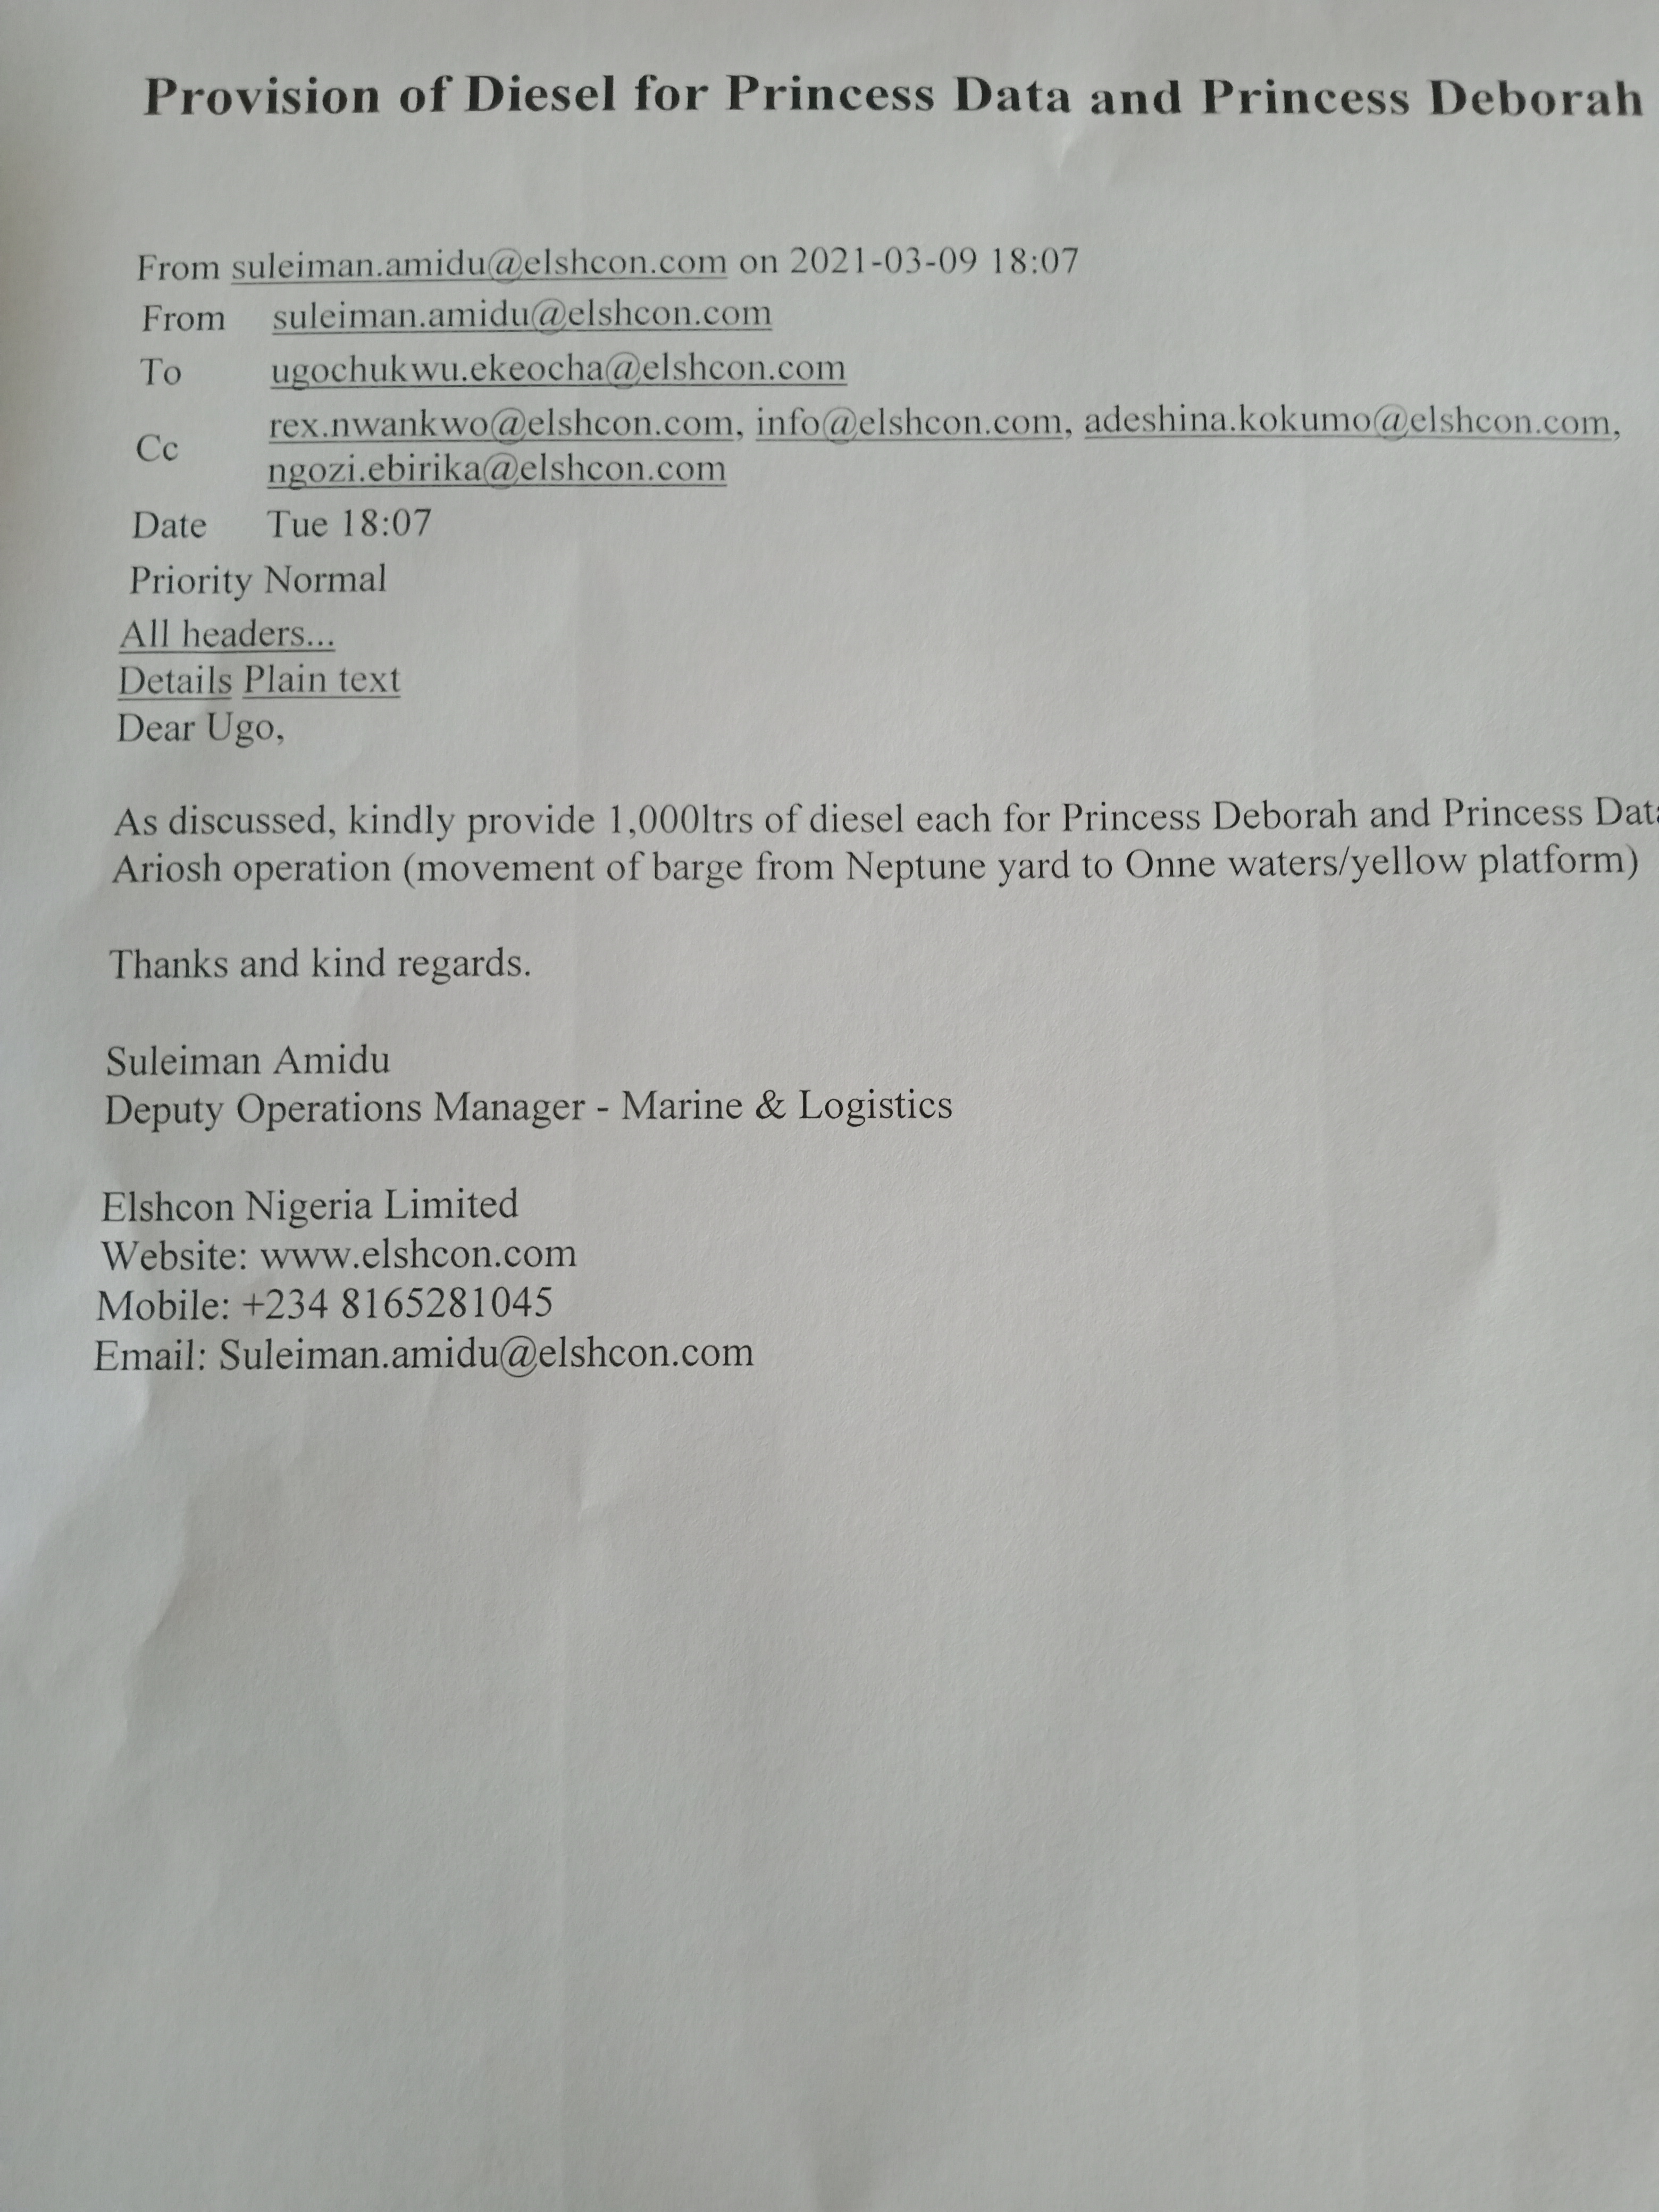 Provision of Diesel for Princess Data and Princess Deborah
From suleiman.amidu@elshcon.com on 2021-03-09 18:07
From suleiman.amidu@elshcon.com
To ugochukwu.ekeocha@elshcon.com
Cc rex.nwankwo@elshcon.com, info@elshcon.com, adeshina.kokumo@elshcon.com,
ngozi.ebirika@elshcon.com
Date Tue 18:07
Priority Normal
All headers...
Details Plain text
Dear Ugo,
As discussed, kindly provide 1,000ltrs of diesel each for Princess Deborah and Princess Data
Ariosh operation (movement of barge from Neptune yard to Onne waters/yellow platform)
Thanks and kind regards.
Suleiman Amidu
Deputy Operations Manager - Marine & Logistics
Elshcon Nigeria Limited
Website: www.elshcon.com
Mobile: +234 8165281045
Email: Suleiman.amidu@elshcon.com